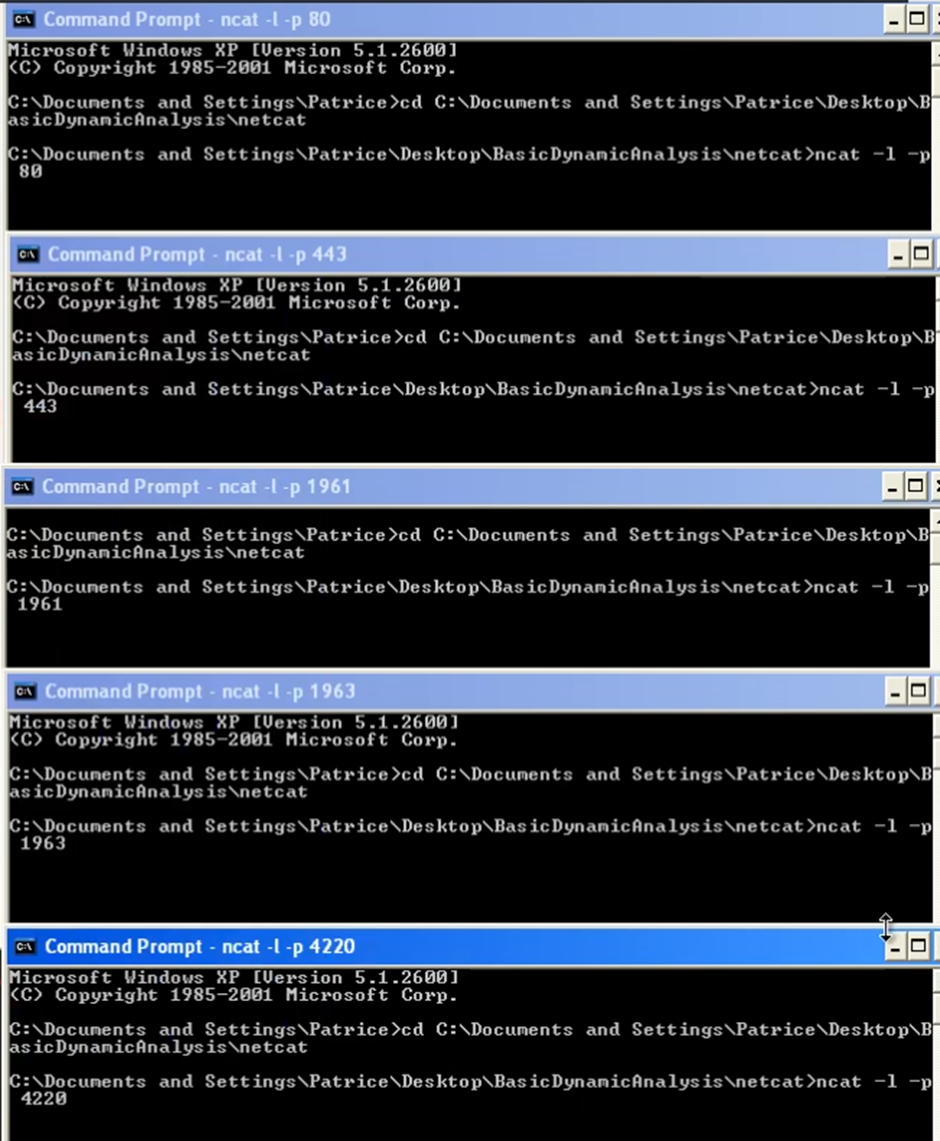 Command Prompt - ncat -l -p 80
Microsoft Windows XP [Version 5.1.2600]
(C) Copyright 1985-2001 Microsoft Corp.
C:\Documents and Settings\Patrice>cd C:\Documents and Settings\Patrice\Desktop\B
asicDynamicAnalysis\netcat
C:\Documents and Settings\Patrice\Desktop\BasicDynamicAnalysis\netcat>ncat -l -p
80
Command Prompt - ncat -l -p 443
Microsoft Windows XP [Version 5.1.2600]
(C) Copyright 1985-2001 Microsoft Corp.
C:\Documents and Settings\Patrice>cd C:\Documents and Settings\Patrice\Desktop\B
asicDynamicAnalysis\netcat
C:\Documents and Settings\Patrice\Desktop\BasicDynamicAnalysis\netcat>ncat -l -p
443
Command Prompt - ncat -l -p 1961
C:\Documents and Settings\Patrice>cd C:\Documents and Settings\Patrice\Desktop\B
asicDynamicAnalysis\netcat
C:\Documents and Settings\Patrice\Desktop\BasicDynamicAnalysis\netcat>ncat -l -p
1961
Command Prompt - ncat -l -p 1963
Microsoft Windows XP [Version 5.1.2600]
(C) Copyright 1985-2001 Microsoft Corp.
C:\Documents and Settings\Patrice>cd C:\Documents and Settings\Patrice\Desktop\B
asicDynamicAnalysis\netcat
C:\Documents and Settings\Patrice\Desktop\BasicDynamicAnalysis\netcat>ncat -l -p
1963
Command Prompt - ncat -l -p 4220
Microsoft Windows XP [Version 5.1.2600]
(C) Copyright 1985-2001 Microsoft Corp.
C:\Documents and Settings\Patrice>cd C:\Documents and Settings\Patrice\Desktop\B
asicDynamicAnalysis\netcat
C:\Documents and Settings\Patrice\Desktop\BasicDynamicAnalysis\netcat>ncat -l -p
4220